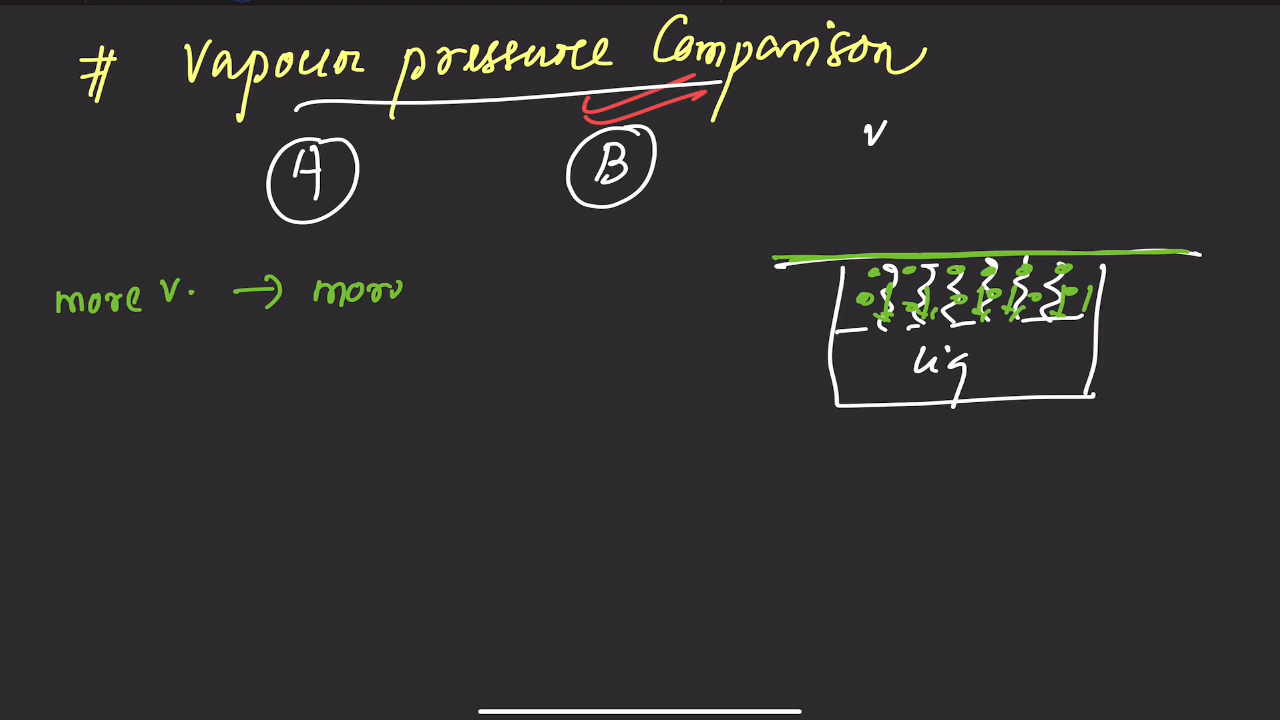 # Vapour pressure Comparison
A B
v
more v. → more
liq